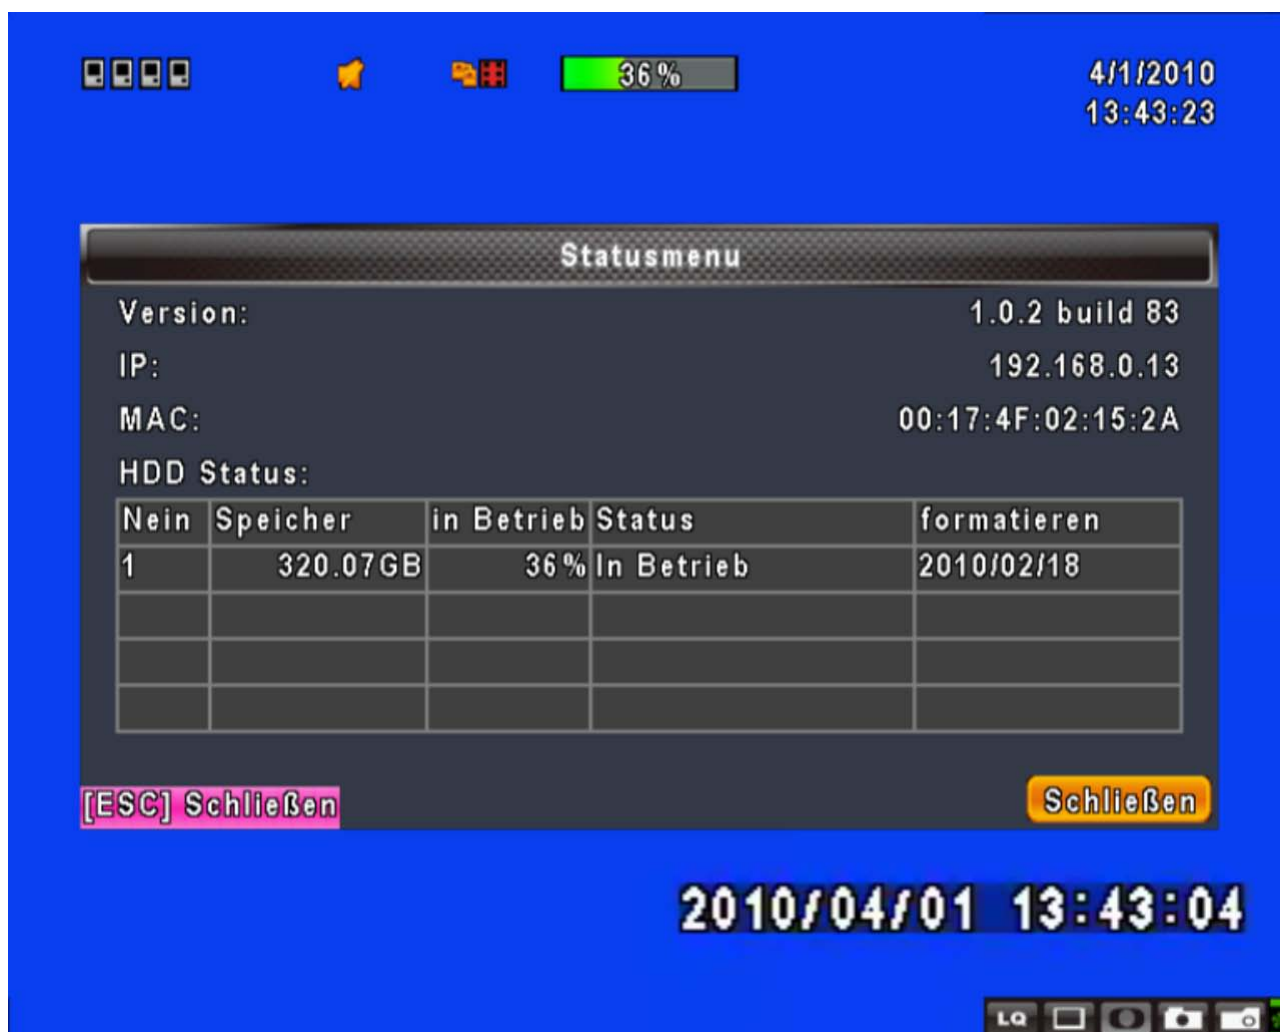 36%
4/1/2010
13:43:23
Statusmenu
Version: 1.0.2 build 83
IP: 192.168.0.13
MAC: 00:17:4F:02:15:2A
HDD Status:
Nein Speicher in Betrieb Status formatieren
1 320.07GB 36% In Betrieb 2010/02/18
[ESC] Schließen Schließen
2010/04/01 13:43:04
LQ